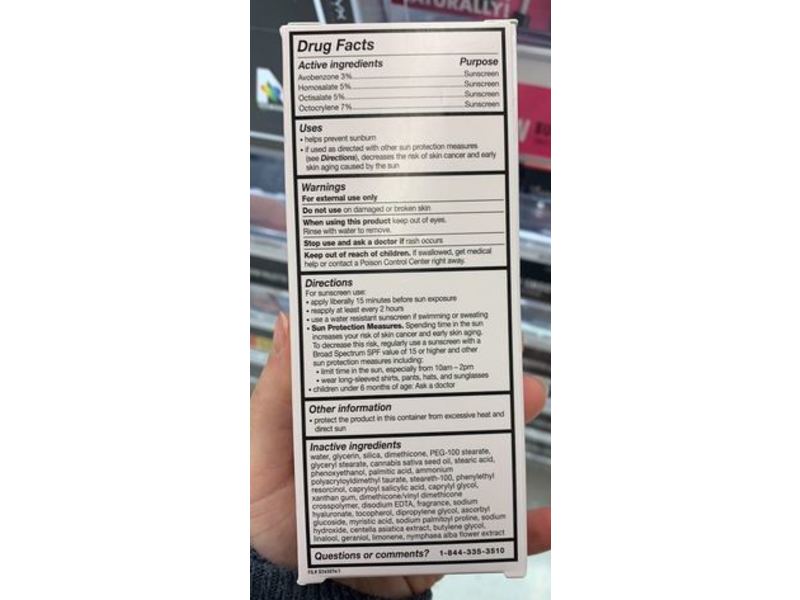 NYX
NATURALLY
Drug Facts
Active ingredients Purpose
Avobenzone 3% Sunscreen
Homosalate 5% Sunscreen
Octisalate 5% Sunscreen
Octocrylene 7% Sunscreen
Uses
• helps prevent sunburn
• if used as directed with other sun protection measures
(see Directions), decreases the risk of skin cancer and early
skin aging caused by the sun
Warnings
For external use only
Do not use on damaged or broken skin
When using this product keep out of eyes.
Rinse with water to remove.
Stop use and ask a doctor if rash occurs
Keep out of reach of children. If swallowed, get medical
help or contact a Poison Control Center right away.
Directions
For sunscreen use:
• apply liberally 15 minutes before sun exposure
• reapply at least every 2 hours
• use a water resistant sunscreen if swimming or sweating
• Sun Protection Measures. Spending time in the sun
increases your risk of skin cancer and early skin aging.
To decrease this risk, regularly use a sunscreen with a
Broad Spectrum SPF value of 15 or higher and other
sun protection measures including:
• limit time in the sun, especially from 10am – 2pm
• wear long-sleeved shirts, pants, hats, and sunglasses
• children under 6 months of age: Ask a doctor
Other information
• protect the product in this container from excessive heat and
direct sun
Inactive ingredients
water, glycerin, silica, dimethicone, PEG-100 stearate,
glyceryl stearate, cannabis sativa seed oil, stearic acid,
phenoxyethanol, palmitic acid, ammonium
polyacryloyldimethyl taurate, steareth-100, phenylethyl
resorcinol, capryloyl salicylic acid, caprylyl glycol,
xanthan gum, dimethicone/vinyl dimethicone
crosspolymer, disodium EDTA, fragrance, sodium
hyaluronate, tocopherol, dipropylene glycol, ascorbyl
glucoside, myristic acid, sodium palmitoyl proline, sodium
hydroxide, centella asiatica extract, butylene glycol,
linalool, geraniol, limonene, nymphaea alba flower extract
Questions or comments? 1-844-335-3510